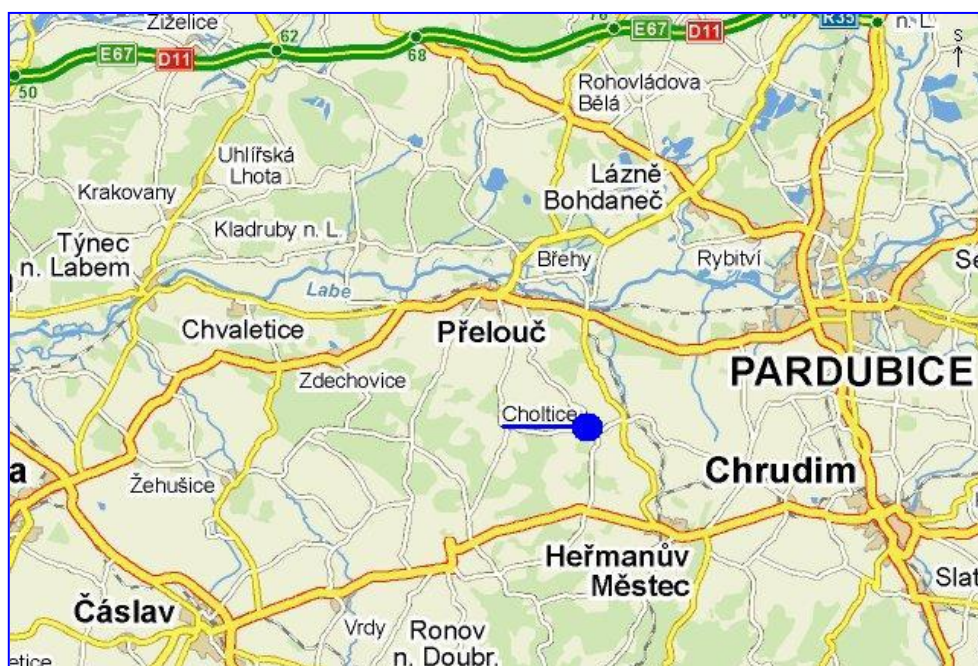 Žiželice
62
E67
D11
50
68
76
E67
D11
R35
n. L.
S
Rohovládova
Bělá
Uhlířská
Lhota
Krakovany
Lázně
Bohdaneč
Kladruby n. L.
Týnec
n. Labem
Břehy
Rybitví
Labe
Chvaletice
Přelouč
PARDUBICE
Zdechovice
Choltice
Žehušice
Chrudim
Heřmanův
Městec
Čáslav
Vrdy
Ronov
n. Doubr.